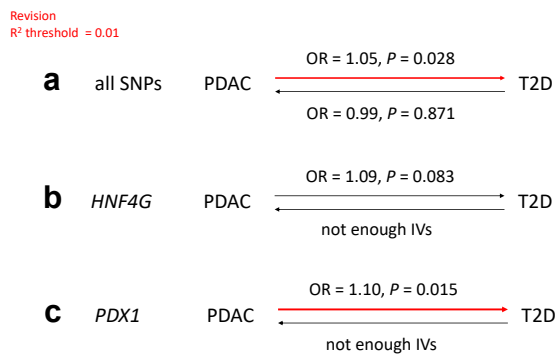 Revision
R² threshold = 0.01
OR = 1.05, P = 0.028
a all SNPs PDAC T2D
OR = 0.99, P = 0.871
OR = 1.09, P = 0.083
b HNF4G PDAC T2D
not enough IVs
OR = 1.10, P = 0.015
c PDX1 PDAC T2D
not enough IVs